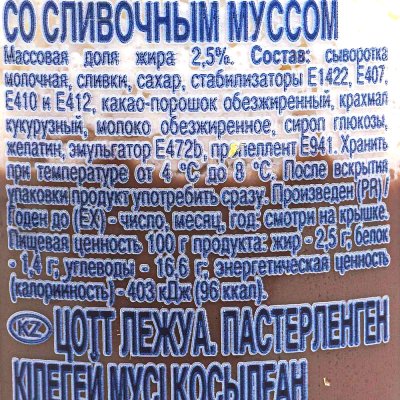 СО СЛИВОЧНЫМ МУССОМ
Массовая доля жира 2,5%. Состав: сыворотка
молочная, сливки, сахар, стабилизаторы Е1422, Е407,
Е410 и Е412, какао-порошок обезжиренный, крахмал
кукурузный, молоко обезжиренное, сироп глюкозы,
желатин, эмульгатор Е472b, пропеллент Е941. Хранить
при температуре от 4 °С до 8 °С. После вскрытия
упаковки продукт употребить сразу. Произведен (PR) /
Годен до (EX) - число, месяц, год: смотри на крышке.
Пищевая ценность 100 г продукта: жир - 2,5 г; белок
- 1,4 г; углеводы - 16,6 г; энергетическая ценность
(калорийность) - 403 кДж (96 ккал).
KZ ЦОТТ ЛЕЖУА. ПАСТЕРЛЕНГЕН
КІЛЕГЕЙ МУСІ ҚОСЫЛҒАН